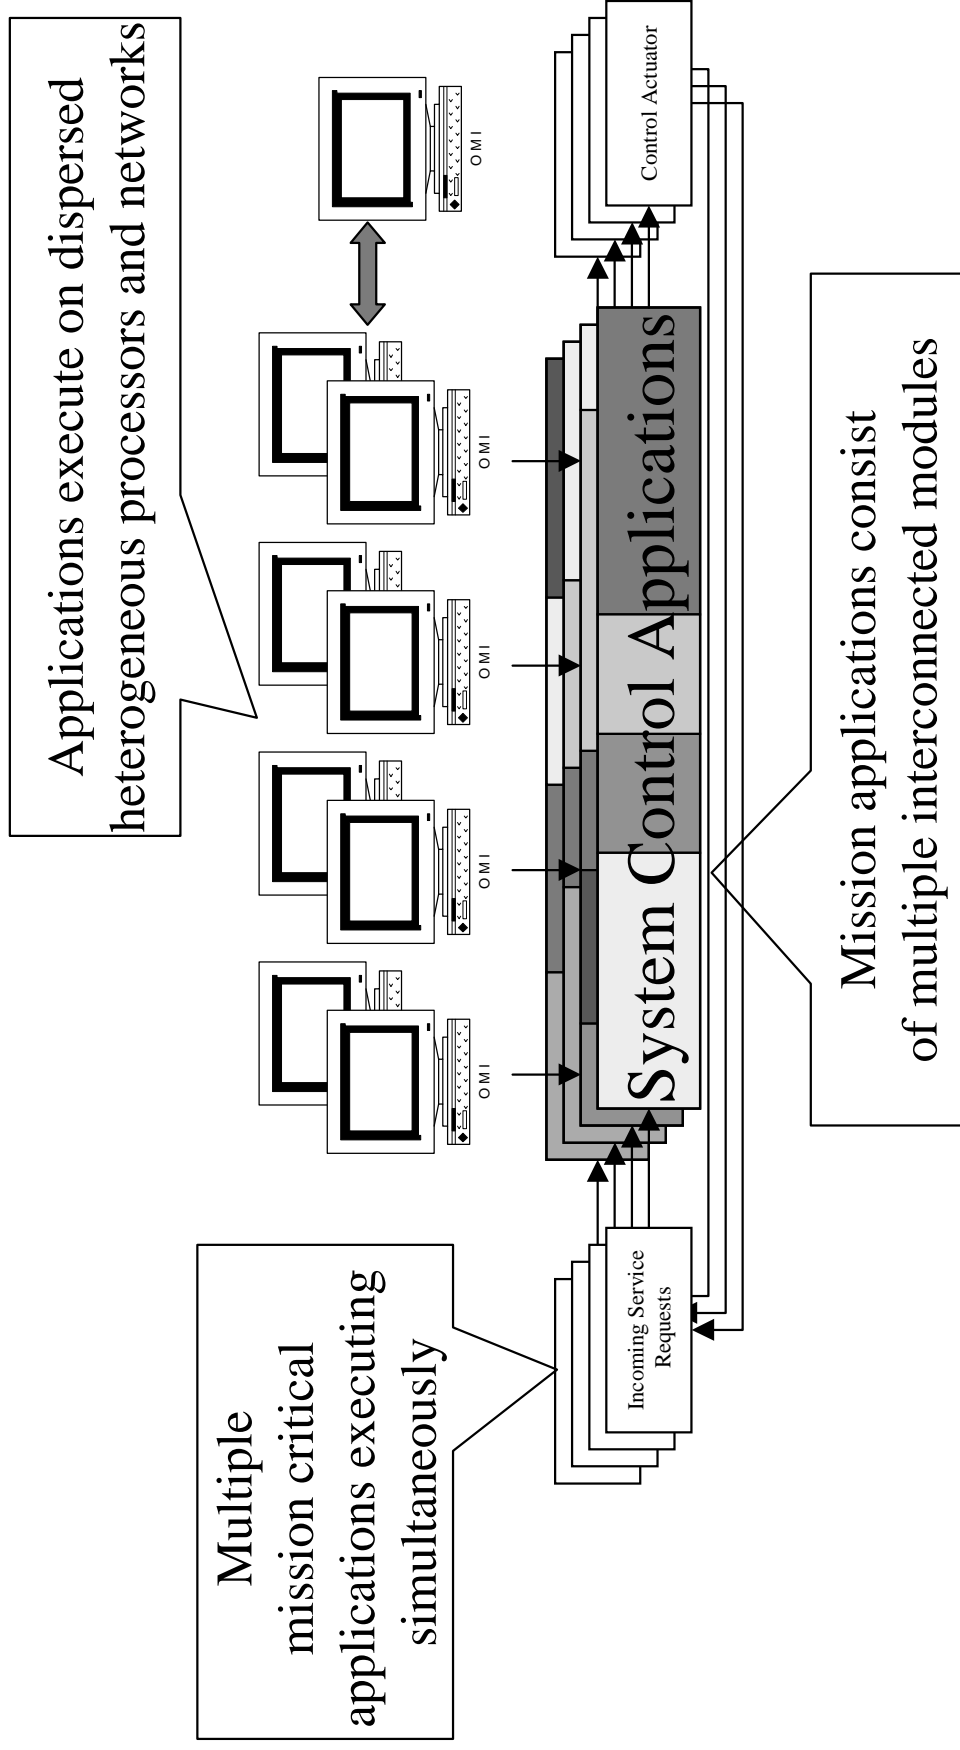 Applications execute on dispersed
heterogeneous processors and networks
Multiple
mission critical
applications executing
simultaneously
OMI
OMI
OMI
OMI
OMI
Incoming Service
Requests
System Control Applications
Control Actuator
Mission applications consist
of multiple interconnected modules